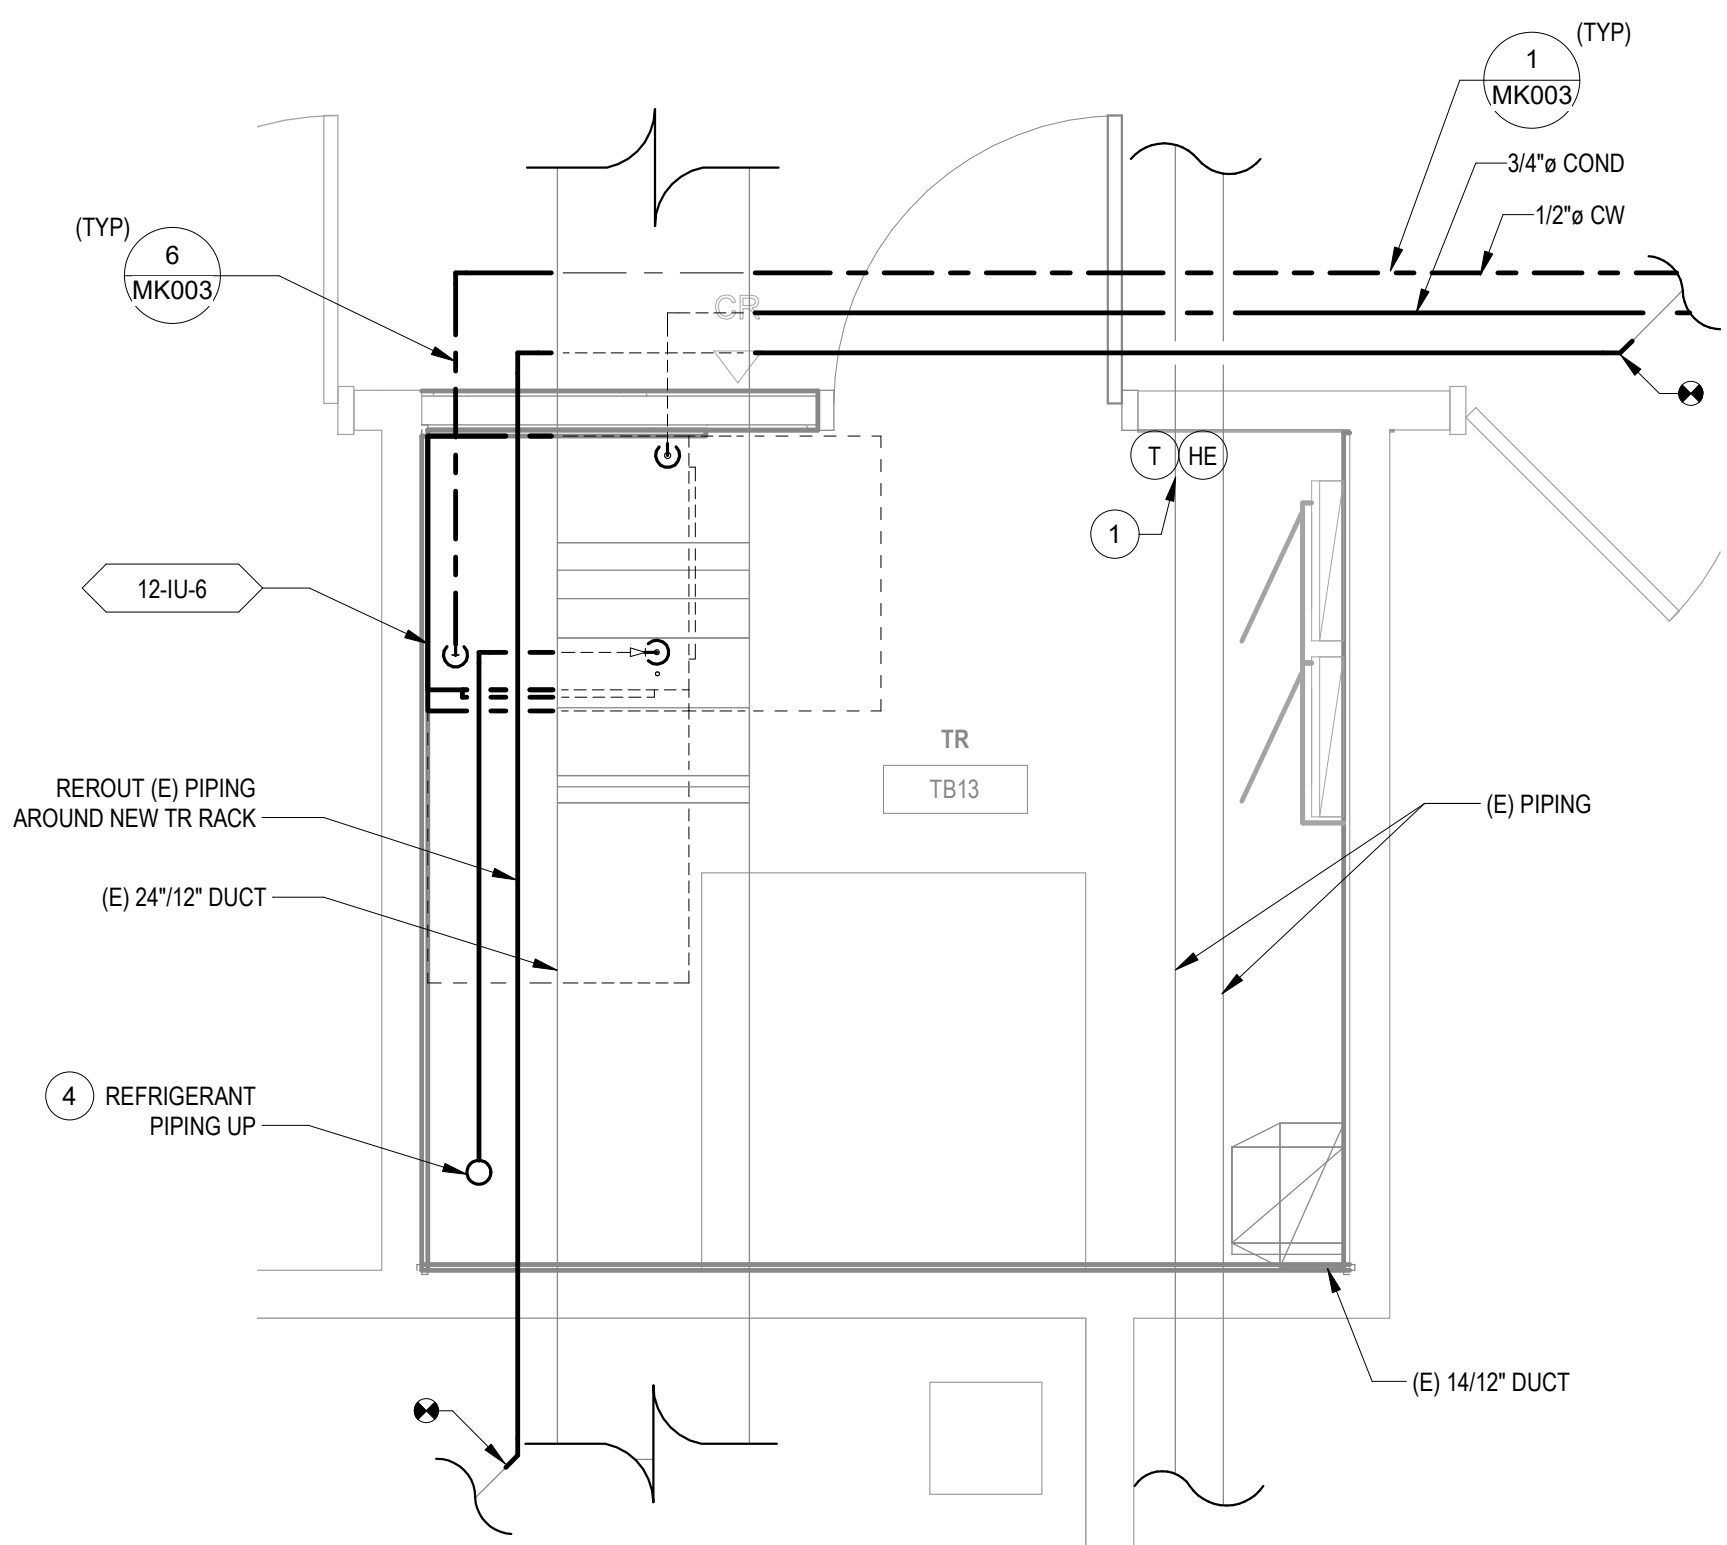 (TYP)
1
MK003
3/4"ø COND
1/2"ø CW
(TYP)
6
MK003
CR
T
HE
1
12-IU-6
TR
TB13
REROUT (E) PIPING
AROUND NEW TR RACK
(E) PIPING
(E) 24"/12" DUCT
4
REFRIGERANT
PIPING UP
(E) 14/12" DUCT